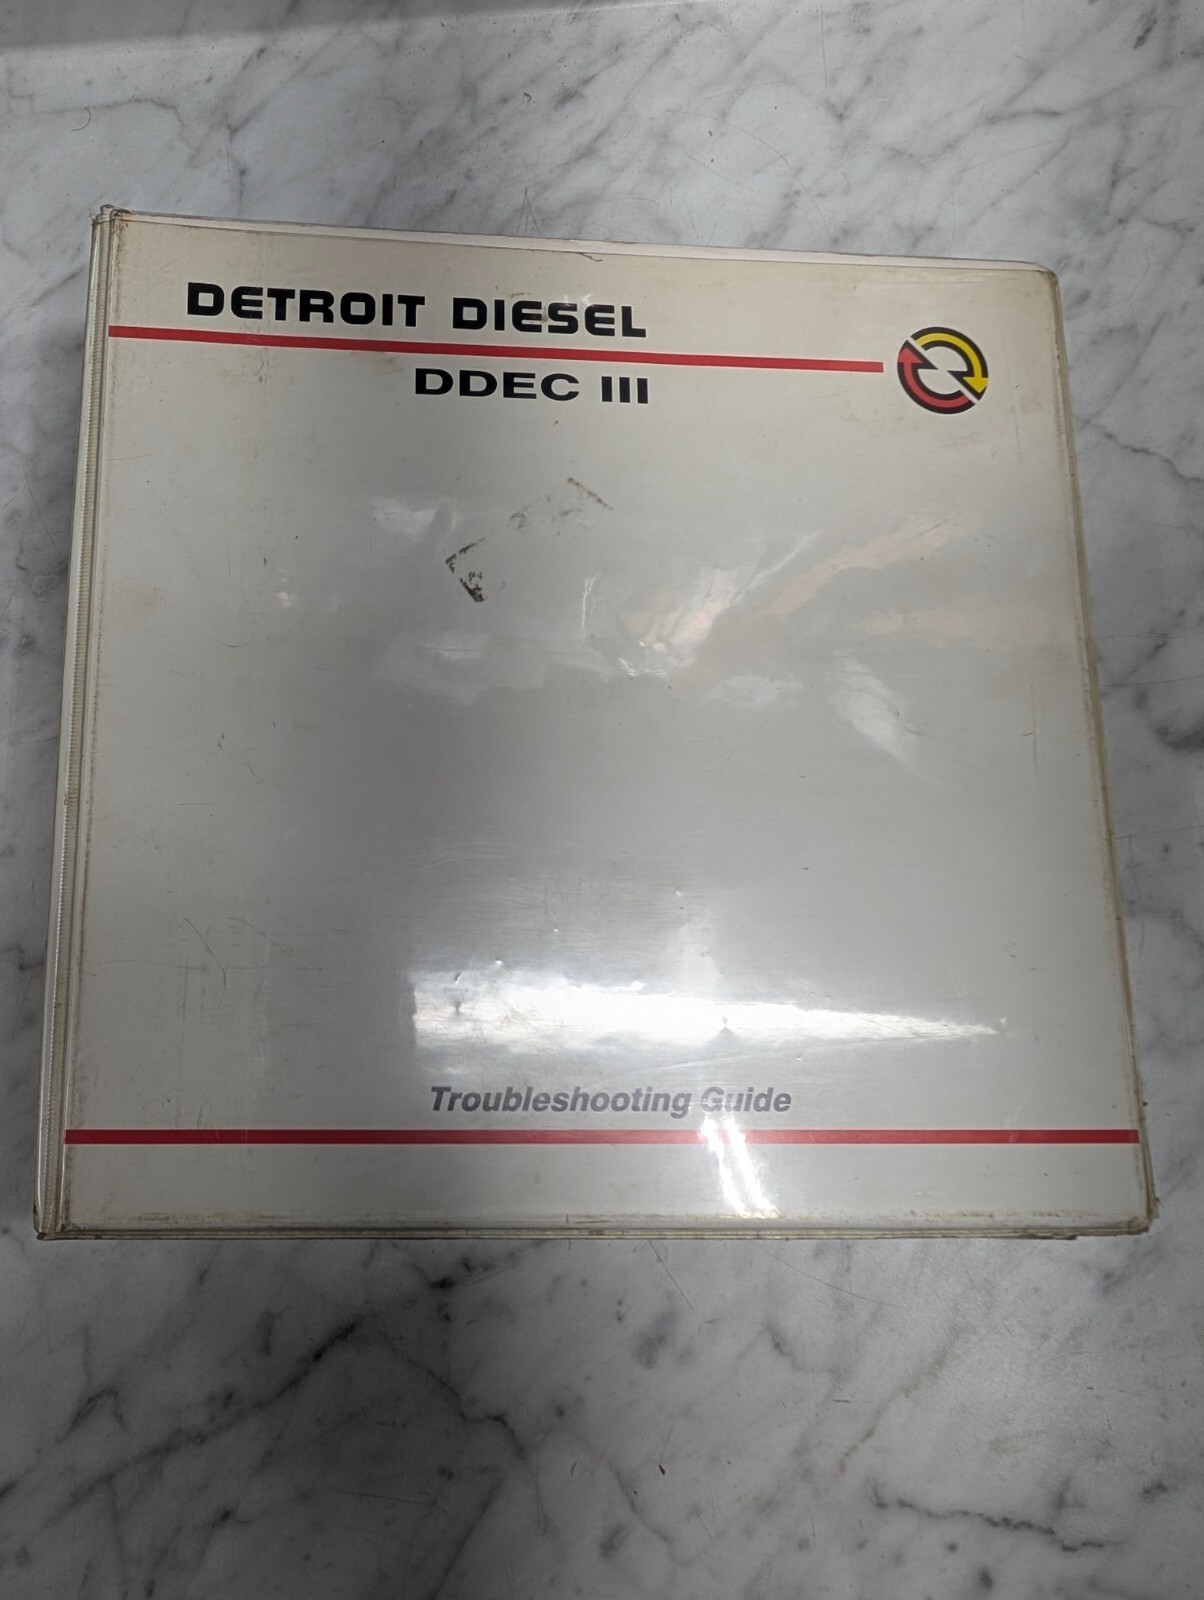 DETROIT DIESEL
DDEC III
Troubleshooting Guide